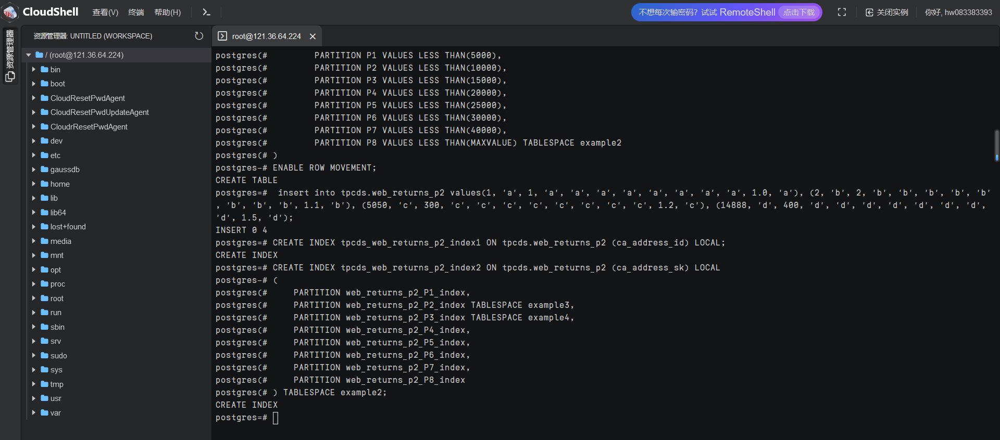 CloudShell 查看(V) 终端 帮助(H) 不想每次输密码？试试 RemoteShell 点击下载 关闭实例 你好, hw083383393
资源管理器
资源管理器: UNTITLED (WORKSPACE)
/ (root@121.36.64.224)
bin
boot
CloudResetPwdAgent
CloudResetPwdUpdateAgent
CloudrResetPwdAgent
dev
etc
gaussdb
home
lib
lib64
lost+found
media
mnt
opt
proc
root
run
sbin
srv
sudo
sys
tmp
usr
var
root@121.36.64.224
postgres(#         PARTITION P1 VALUES LESS THAN(5000),
postgres(#         PARTITION P2 VALUES LESS THAN(10000),
postgres(#         PARTITION P3 VALUES LESS THAN(15000),
postgres(#         PARTITION P4 VALUES LESS THAN(20000),
postgres(#         PARTITION P5 VALUES LESS THAN(25000),
postgres(#         PARTITION P6 VALUES LESS THAN(30000),
postgres(#         PARTITION P7 VALUES LESS THAN(40000),
postgres(#         PARTITION P8 VALUES LESS THAN(MAXVALUE) TABLESPACE example2
postgres(# )
postgres-# ENABLE ROW MOVEMENT;
CREATE TABLE
postgres=#  insert into tpcds.web_returns_p2 values(1, 'a', 1, 'a', 'a', 'a', 'a', 'a', 'a', 'a', 'a', 1.0, 'a'), (2, 'b', 2, 'b', 'b', 'b', 'b', 'b'
, 'b', 'b', 'b', 1.1, 'b'), (5050, 'c', 300, 'c', 'c', 'c', 'c', 'c', 'c', 'c', 'c', 1.2, 'c'), (14888, 'd', 400, 'd', 'd', 'd', 'd', 'd', 'd', 'd',
'd', 1.5, 'd');
INSERT 0 4
postgres=# CREATE INDEX tpcds_web_returns_p2_index1 ON tpcds.web_returns_p2 (ca_address_id) LOCAL;
CREATE INDEX
postgres=# CREATE INDEX tpcds_web_returns_p2_index2 ON tpcds.web_returns_p2 (ca_address_sk) LOCAL
postgres-# (
postgres(#     PARTITION web_returns_p2_P1_index,
postgres(#     PARTITION web_returns_p2_P2_index TABLESPACE example3,
postgres(#     PARTITION web_returns_p2_P3_index TABLESPACE example4,
postgres(#     PARTITION web_returns_p2_P4_index,
postgres(#     PARTITION web_returns_p2_P5_index,
postgres(#     PARTITION web_returns_p2_P6_index,
postgres(#     PARTITION web_returns_p2_P7_index,
postgres(#     PARTITION web_returns_p2_P8_index
postgres(# ) TABLESPACE example2;
CREATE INDEX
postgres=#